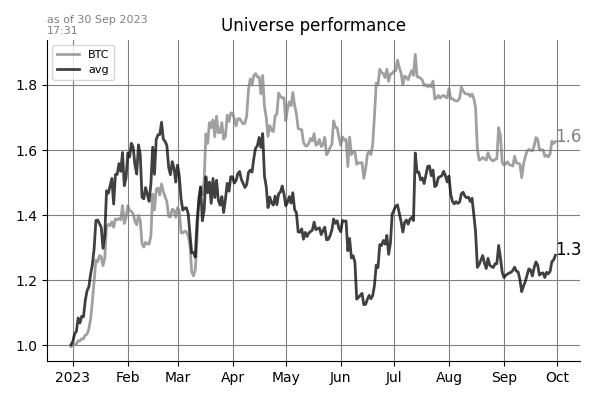 as of 30 Sep 2023
17:31
Universe performance
BTC
avg
1.8
1.6
1.4
1.2
1.0
1.6
1.3
2023 Feb Mar Apr May Jun Jul Aug Sep Oct